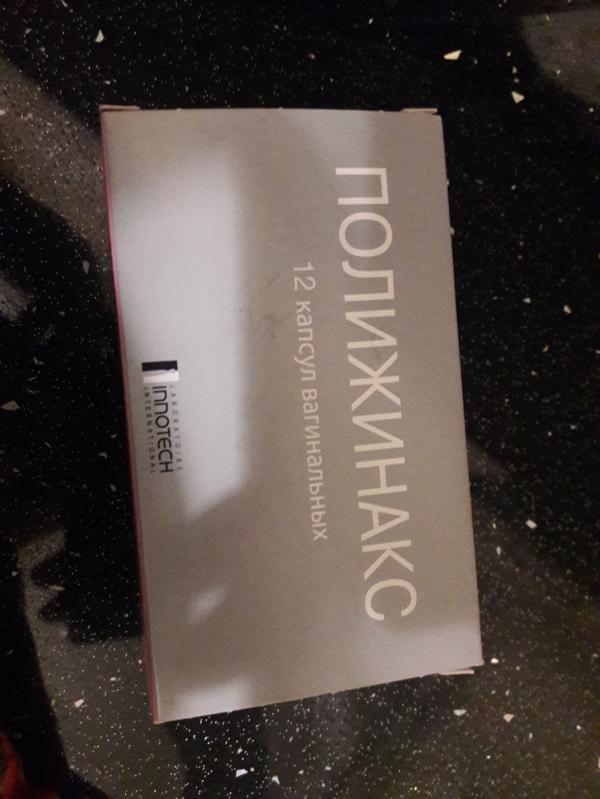 ПОЛИЖИНАКС
12 капсул вагинальных
LABORATOIRE
INNOTECH
INTERNATIONAL